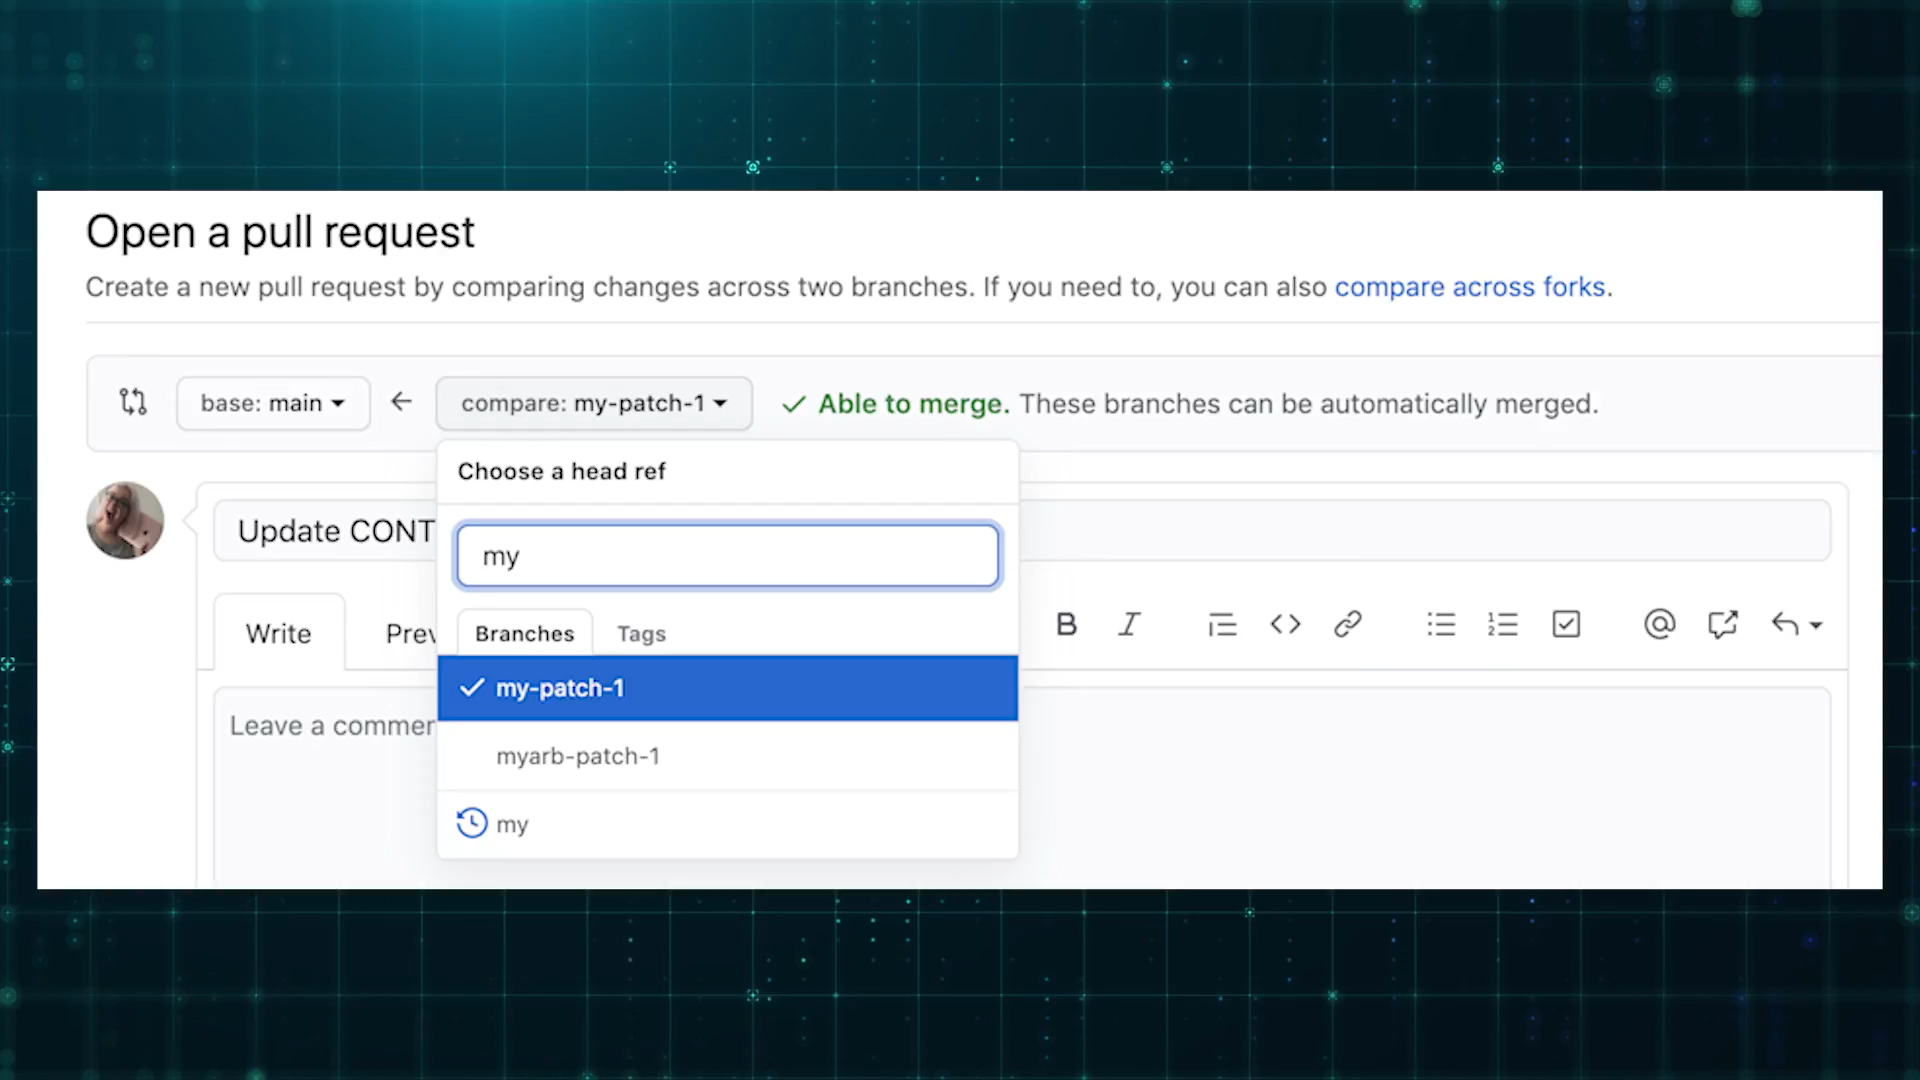 Open a pull request
Create a new pull request by comparing changes across two branches. If you need to, you can also compare across forks.
base: main
compare: my-patch-1
Able to merge. These branches can be automatically merged.
Choose a head ref
Update CONT
my
Write
Prev
Branches
Tags
my-patch-1
Leave a commen
myarb-patch-1
my